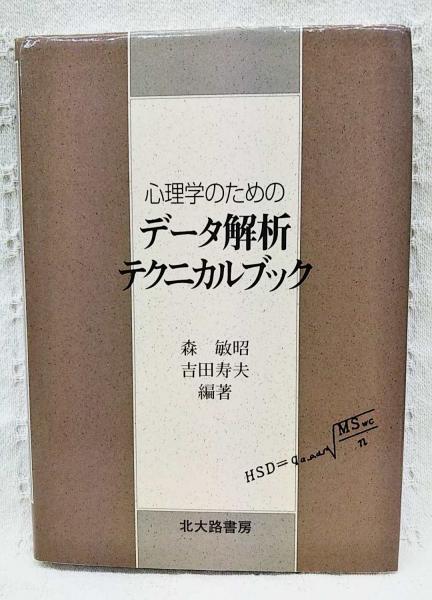 心理学のための
データ解析
テクニカルブック
森 敏昭
吉田寿夫
編著
HSD=q√MSwc/n
北大路書房